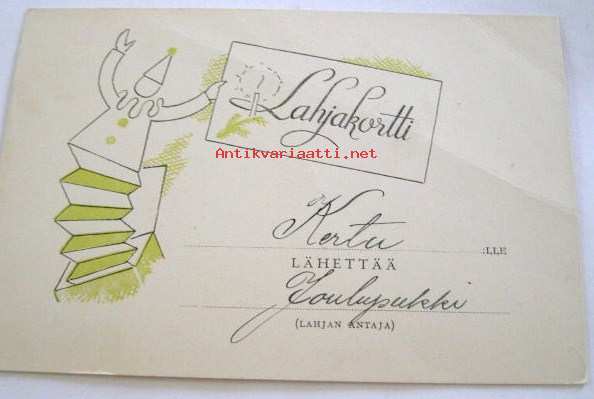 Lahjakortti
Antikvariaatti.net
Kertu :LLE
LÄHETTÄÄ
Joulupukki
(LAHJAN ANTAJA)